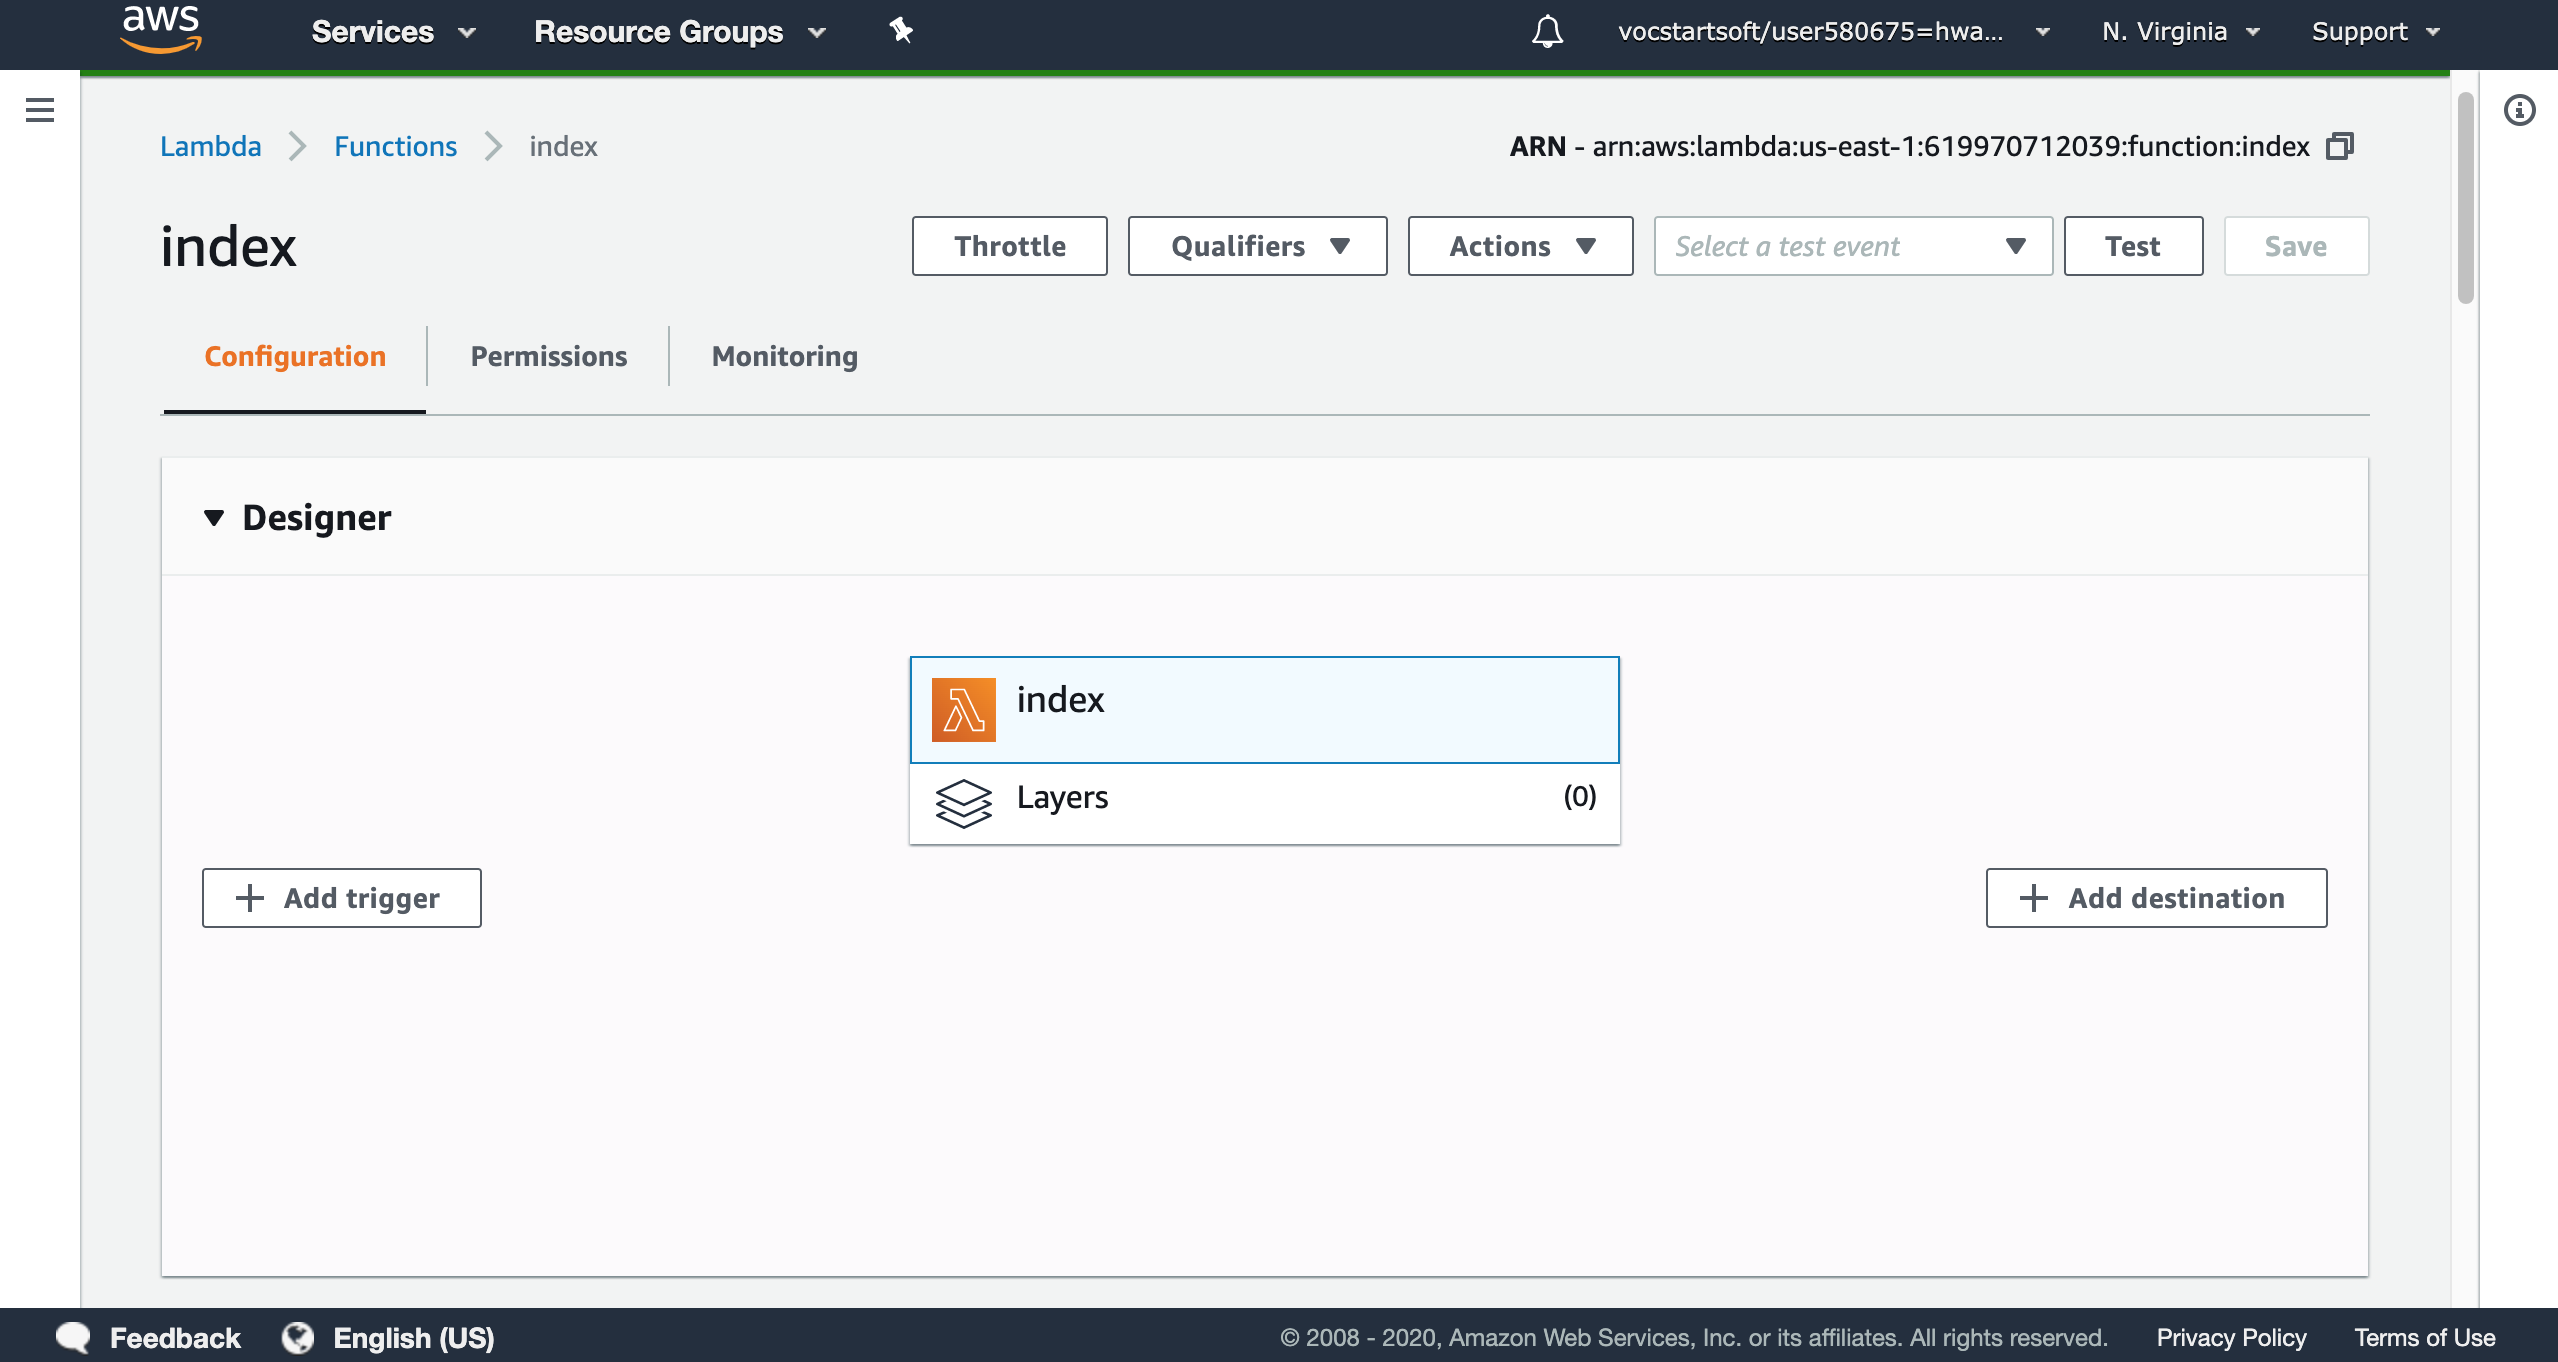 aws Services Resource Groups vocstartsoft/user580675=hwa... N. Virginia Support
Lambda Functions index ARN - arn:aws:lambda:us-east-1:619970712039:function:index
index Throttle Qualifiers Actions Select a test event Test Save
Configuration Permissions Monitoring
Designer
index
Layers (0)
Add trigger Add destination
Feedback English (US) © 2008 - 2020, Amazon Web Services, Inc. or its affiliates. All rights reserved. Privacy Policy Terms of Use